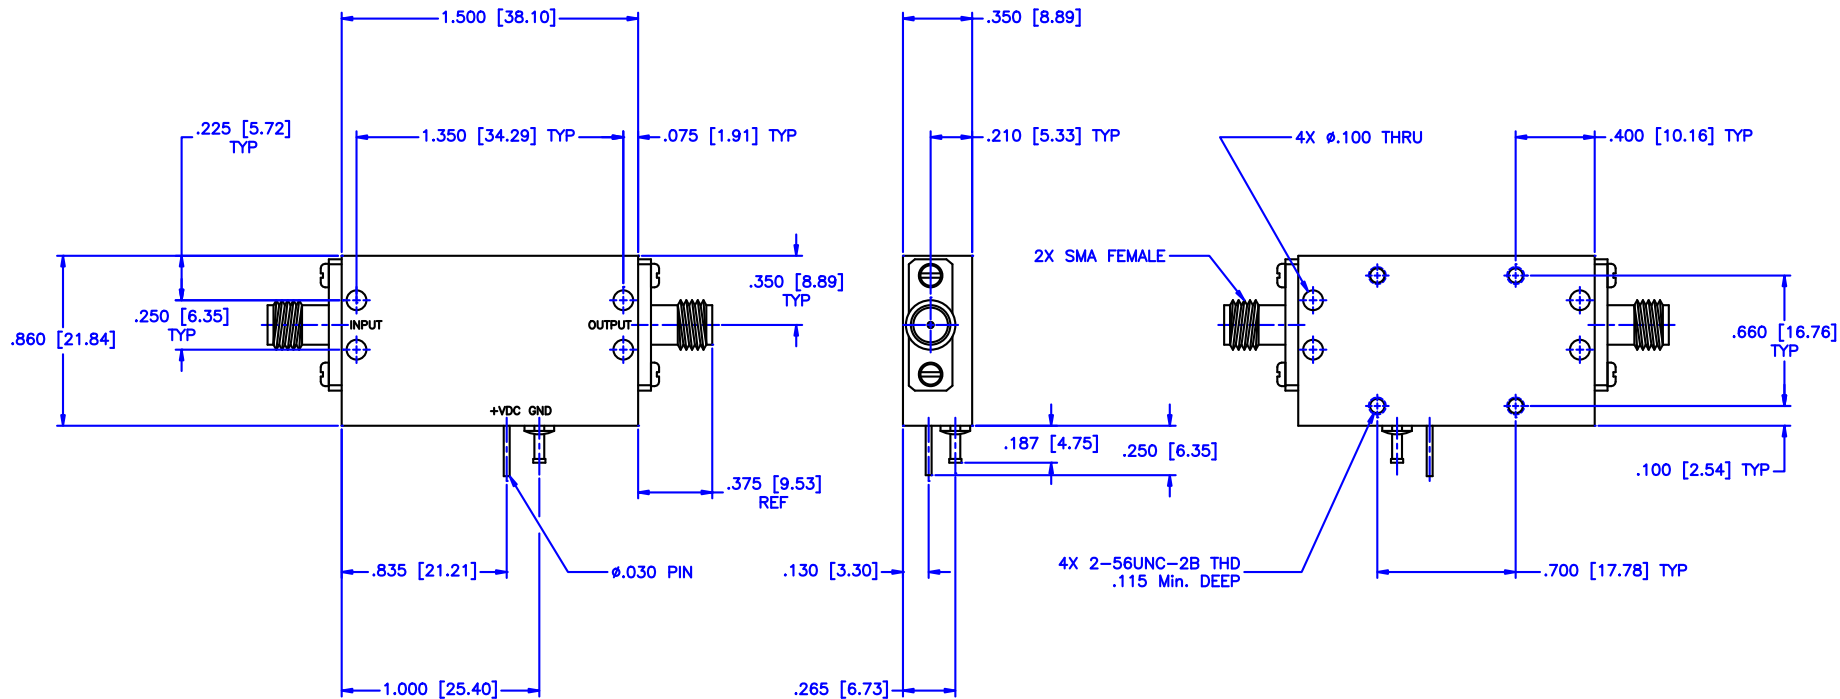 1.500 [38.10]
.350 [8.89]
.225 [5.72]
TYP
1.350 [34.29] TYP
.075 [1.91] TYP
.210 [5.33] TYP
4X ø.100 THRU
.400 [10.16] TYP
2X SMA FEMALE
.350 [8.89]
TYP
.250 [6.35]
TYP
.860 [21.84]
INPUT
OUTPUT
.660 [16.76]
TYP
+VDC GND
.187 [4.75]
.250 [6.35]
.100 [2.54] TYP
.375 [9.53]
REF
.835 [21.21]
ø.030 PIN
.130 [3.30]
4X 2-56UNC-2B THD
.115 Min. DEEP
.700 [17.78] TYP
1.000 [25.40]
.265 [6.73]